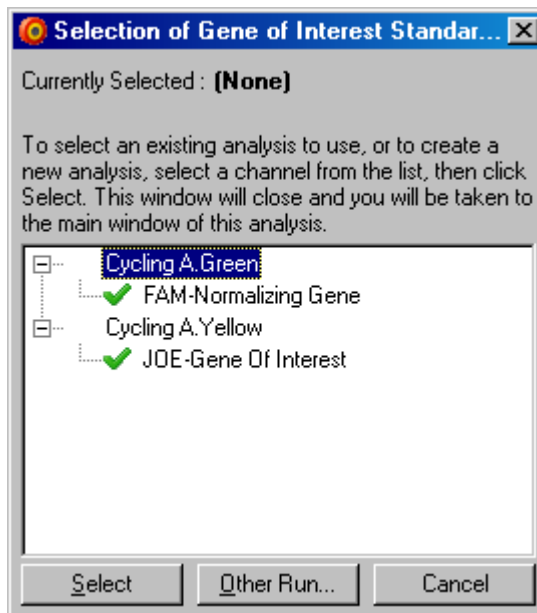 Selection of Gene of Interest Standar...
Currently Selected : (None)
To select an existing analysis to use, or to create a
new analysis, select a channel from the list, then click
Select. This window will close and you will be taken to
the main window of this analysis.
Cycling A.Green
FAM-Normalizing Gene
Cycling A.Yellow
JOE-Gene Of Interest
Select Other Run... Cancel